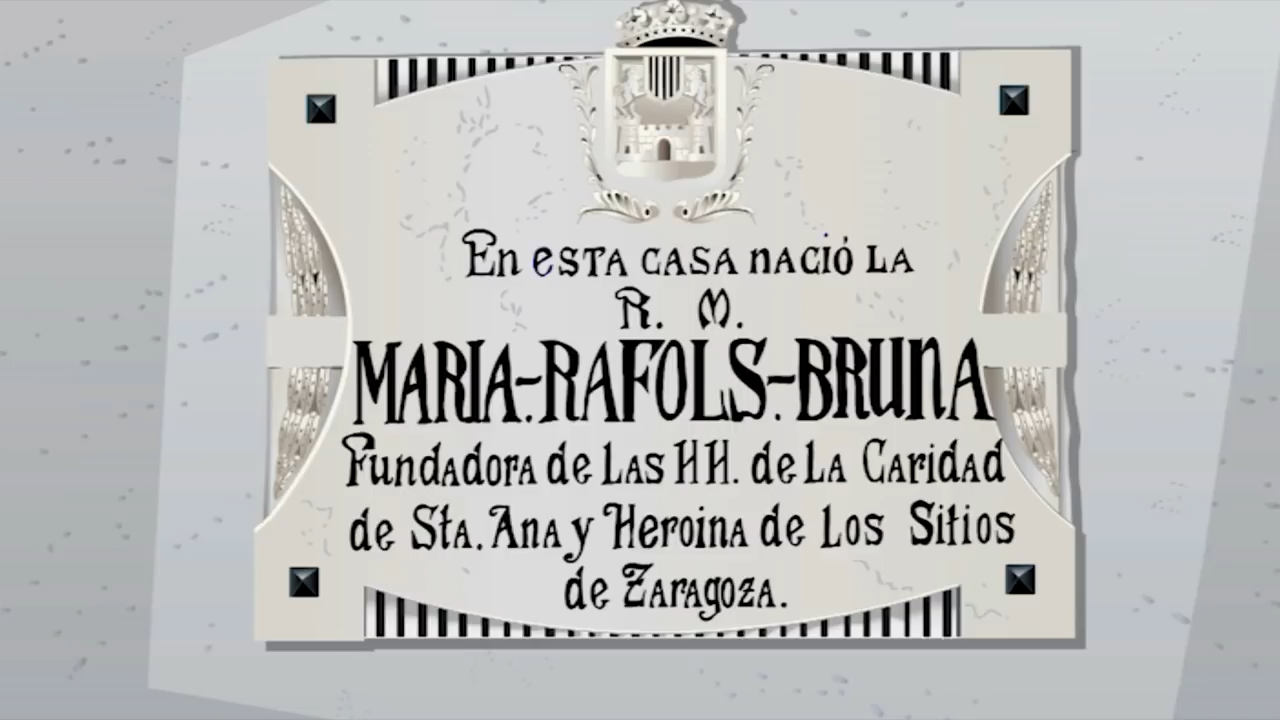 En esta casa nació la
R. M.
MARIA-RAFOLS-BRUNA
Fundadora de Las HH. de La Caridad
de Sta. Ana y Heroina de Los Sitios
de Zaragoza.